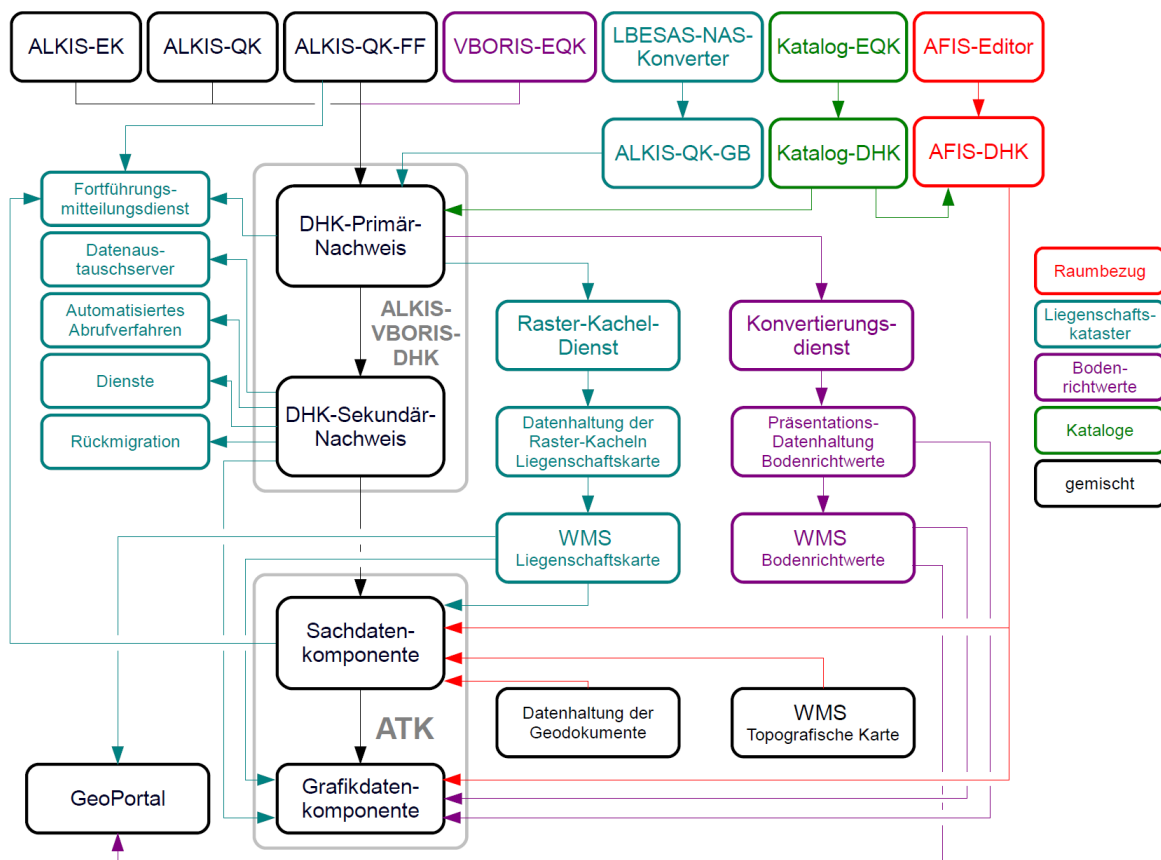 ALKIS-EK
ALKIS-QK
ALKIS-QK-FF
VBORIS-EQK
LBESAS-NAS-
Konverter
Katalog-EQK
AFIS-Editor
ALKIS-QK-GB
Katalog-DHK
AFIS-DHK
Fortführungs-
mitteilungsdienst
Datenaus-
tauschserver
Automatisiertes
Abrufverfahren
Dienste
Rückmigration
DHK-Primär-
Nachweis
ALKIS-
VBORIS-
DHK
DHK-Sekundär-
Nachweis
Raster-Kachel-
Dienst
Konvertierungs-
dienst
Datenhaltung der
Raster-Kacheln
Liegenschaftskarte
Präsentations-
Datenhaltung
Bodenrichtwerte
WMS
Liegenschaftskarte
WMS
Bodenrichtwerte
Raumbezug
Liegenschafts-
kataster
Boden-
richtwerte
Kataloge
gemischt
Sachdaten-
komponente
ATK
Datenhaltung der
Geodokumente
WMS
Topografische Karte
GeoPortal
Grafikdaten-
komponente